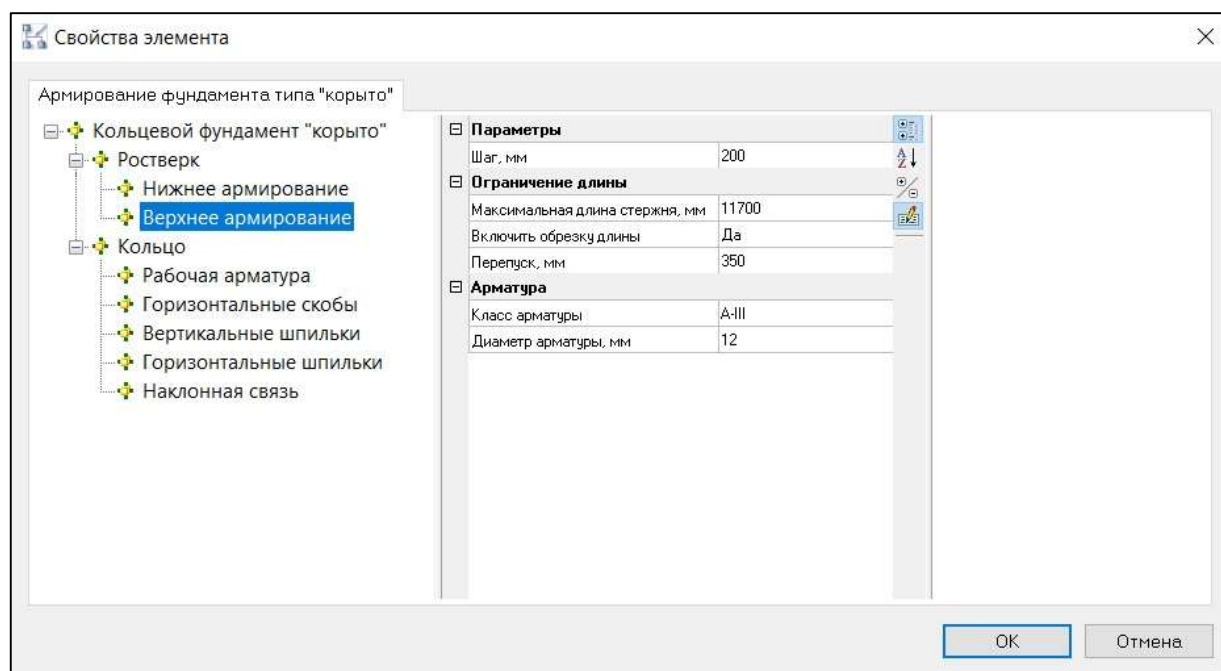 Свойства элемента
Армирование фундамента типа "корыто"
Кольцевой фундамент "корыто"
Ростверк
Нижнее армирование
Верхнее армирование
Кольцо
Рабочая арматура
Горизонтальные скобы
Вертикальные шпильки
Горизонтальные шпильки
Наклонная связь
Параметры
Шаг, мм 200
Ограничение длины
Максимальная длина стержня, мм 11700
Включить обрезку длины Да
Перепуск, мм 350
Арматура
Класс арматуры A-III
Диаметр арматуры, мм 12
OK Отмена